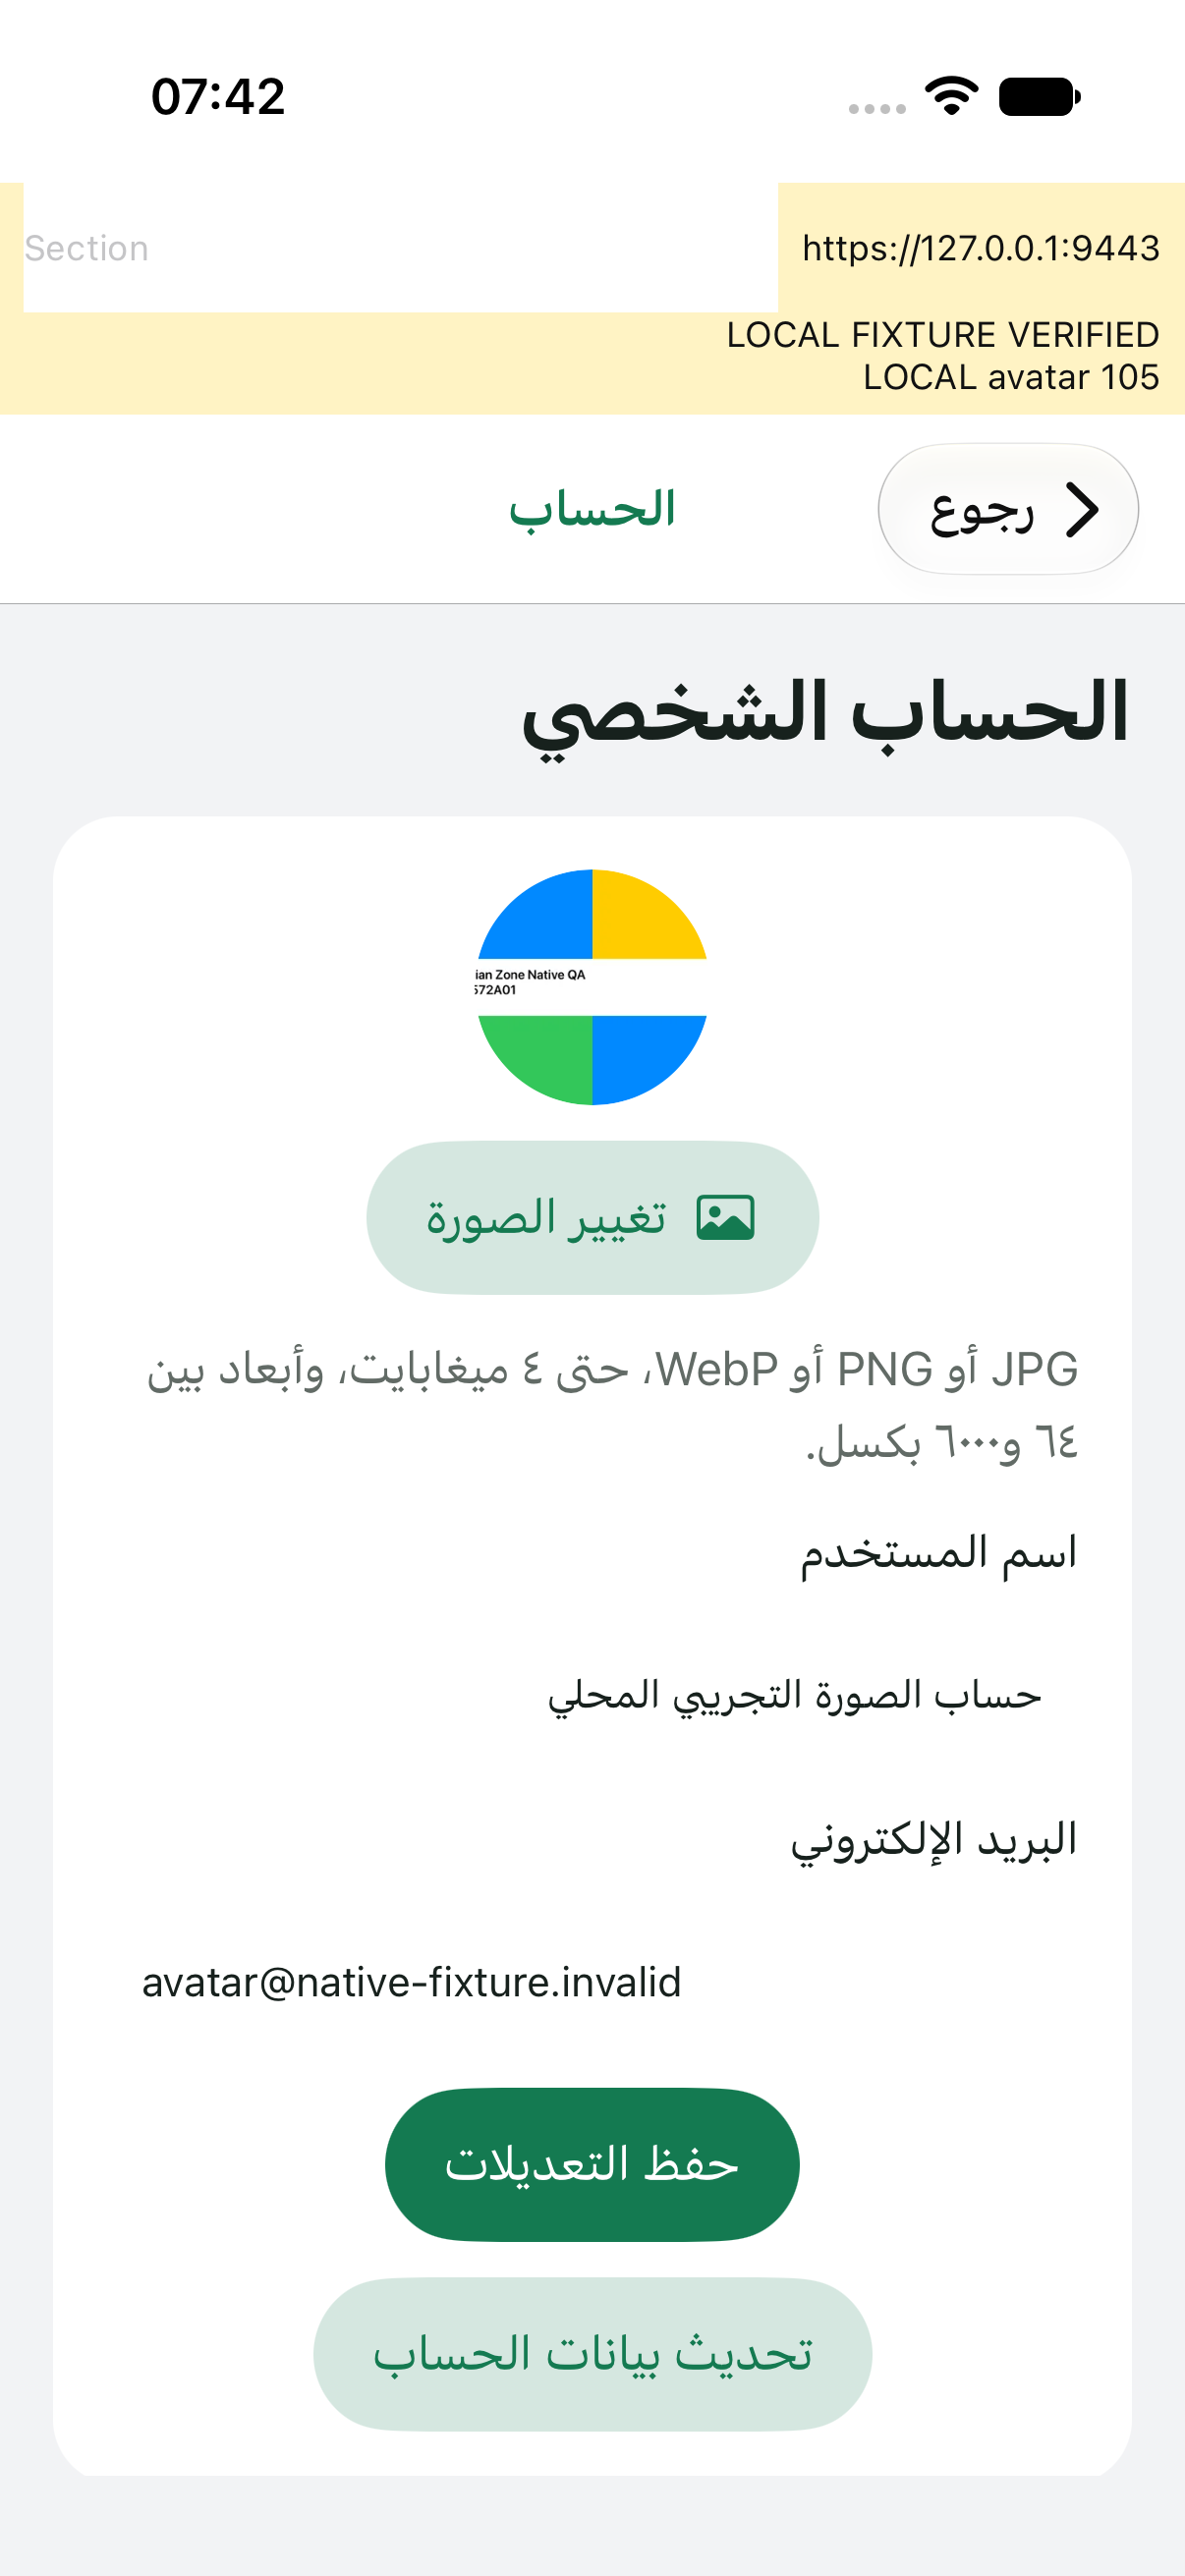 07:42
Section
https://127.0.0.1:9443
LOCAL FIXTURE VERIFIED
LOCAL avatar 105
رجوع
الحساب
الحساب الشخصي
ian Zone Native QA
572A01
تغيير الصورة
JPG أو PNG أو WebP، حتى ٤ ميغابايت، وأبعاد بين
٦٤ و٦٠٠٠ بكسل.
اسم المستخدم
حساب الصورة التجريبي المحلي
البريد الإلكتروني
avatar@native-fixture.invalid
حفظ التعديلات
تحديث بيانات الحساب